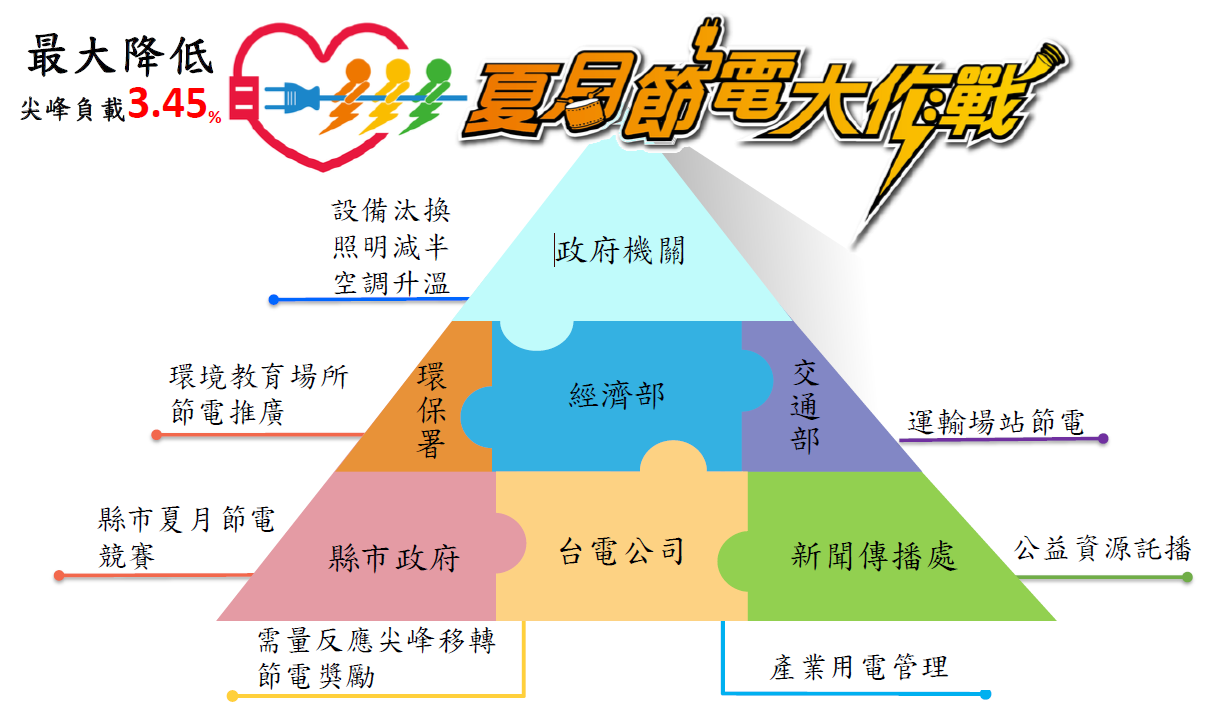 最大降低
尖峰負載3.45%
夏月節電大作戰
設備汰換
照明減半
空調升溫
政府機關
環境教育場所
節電推廣
環保署
經濟部
交通部
運輸場站節電
縣市夏月節電
競賽
縣市政府
台電公司
新聞傳播處
公益資源託播
需量反應尖峰移轉
節電獎勵
產業用電管理